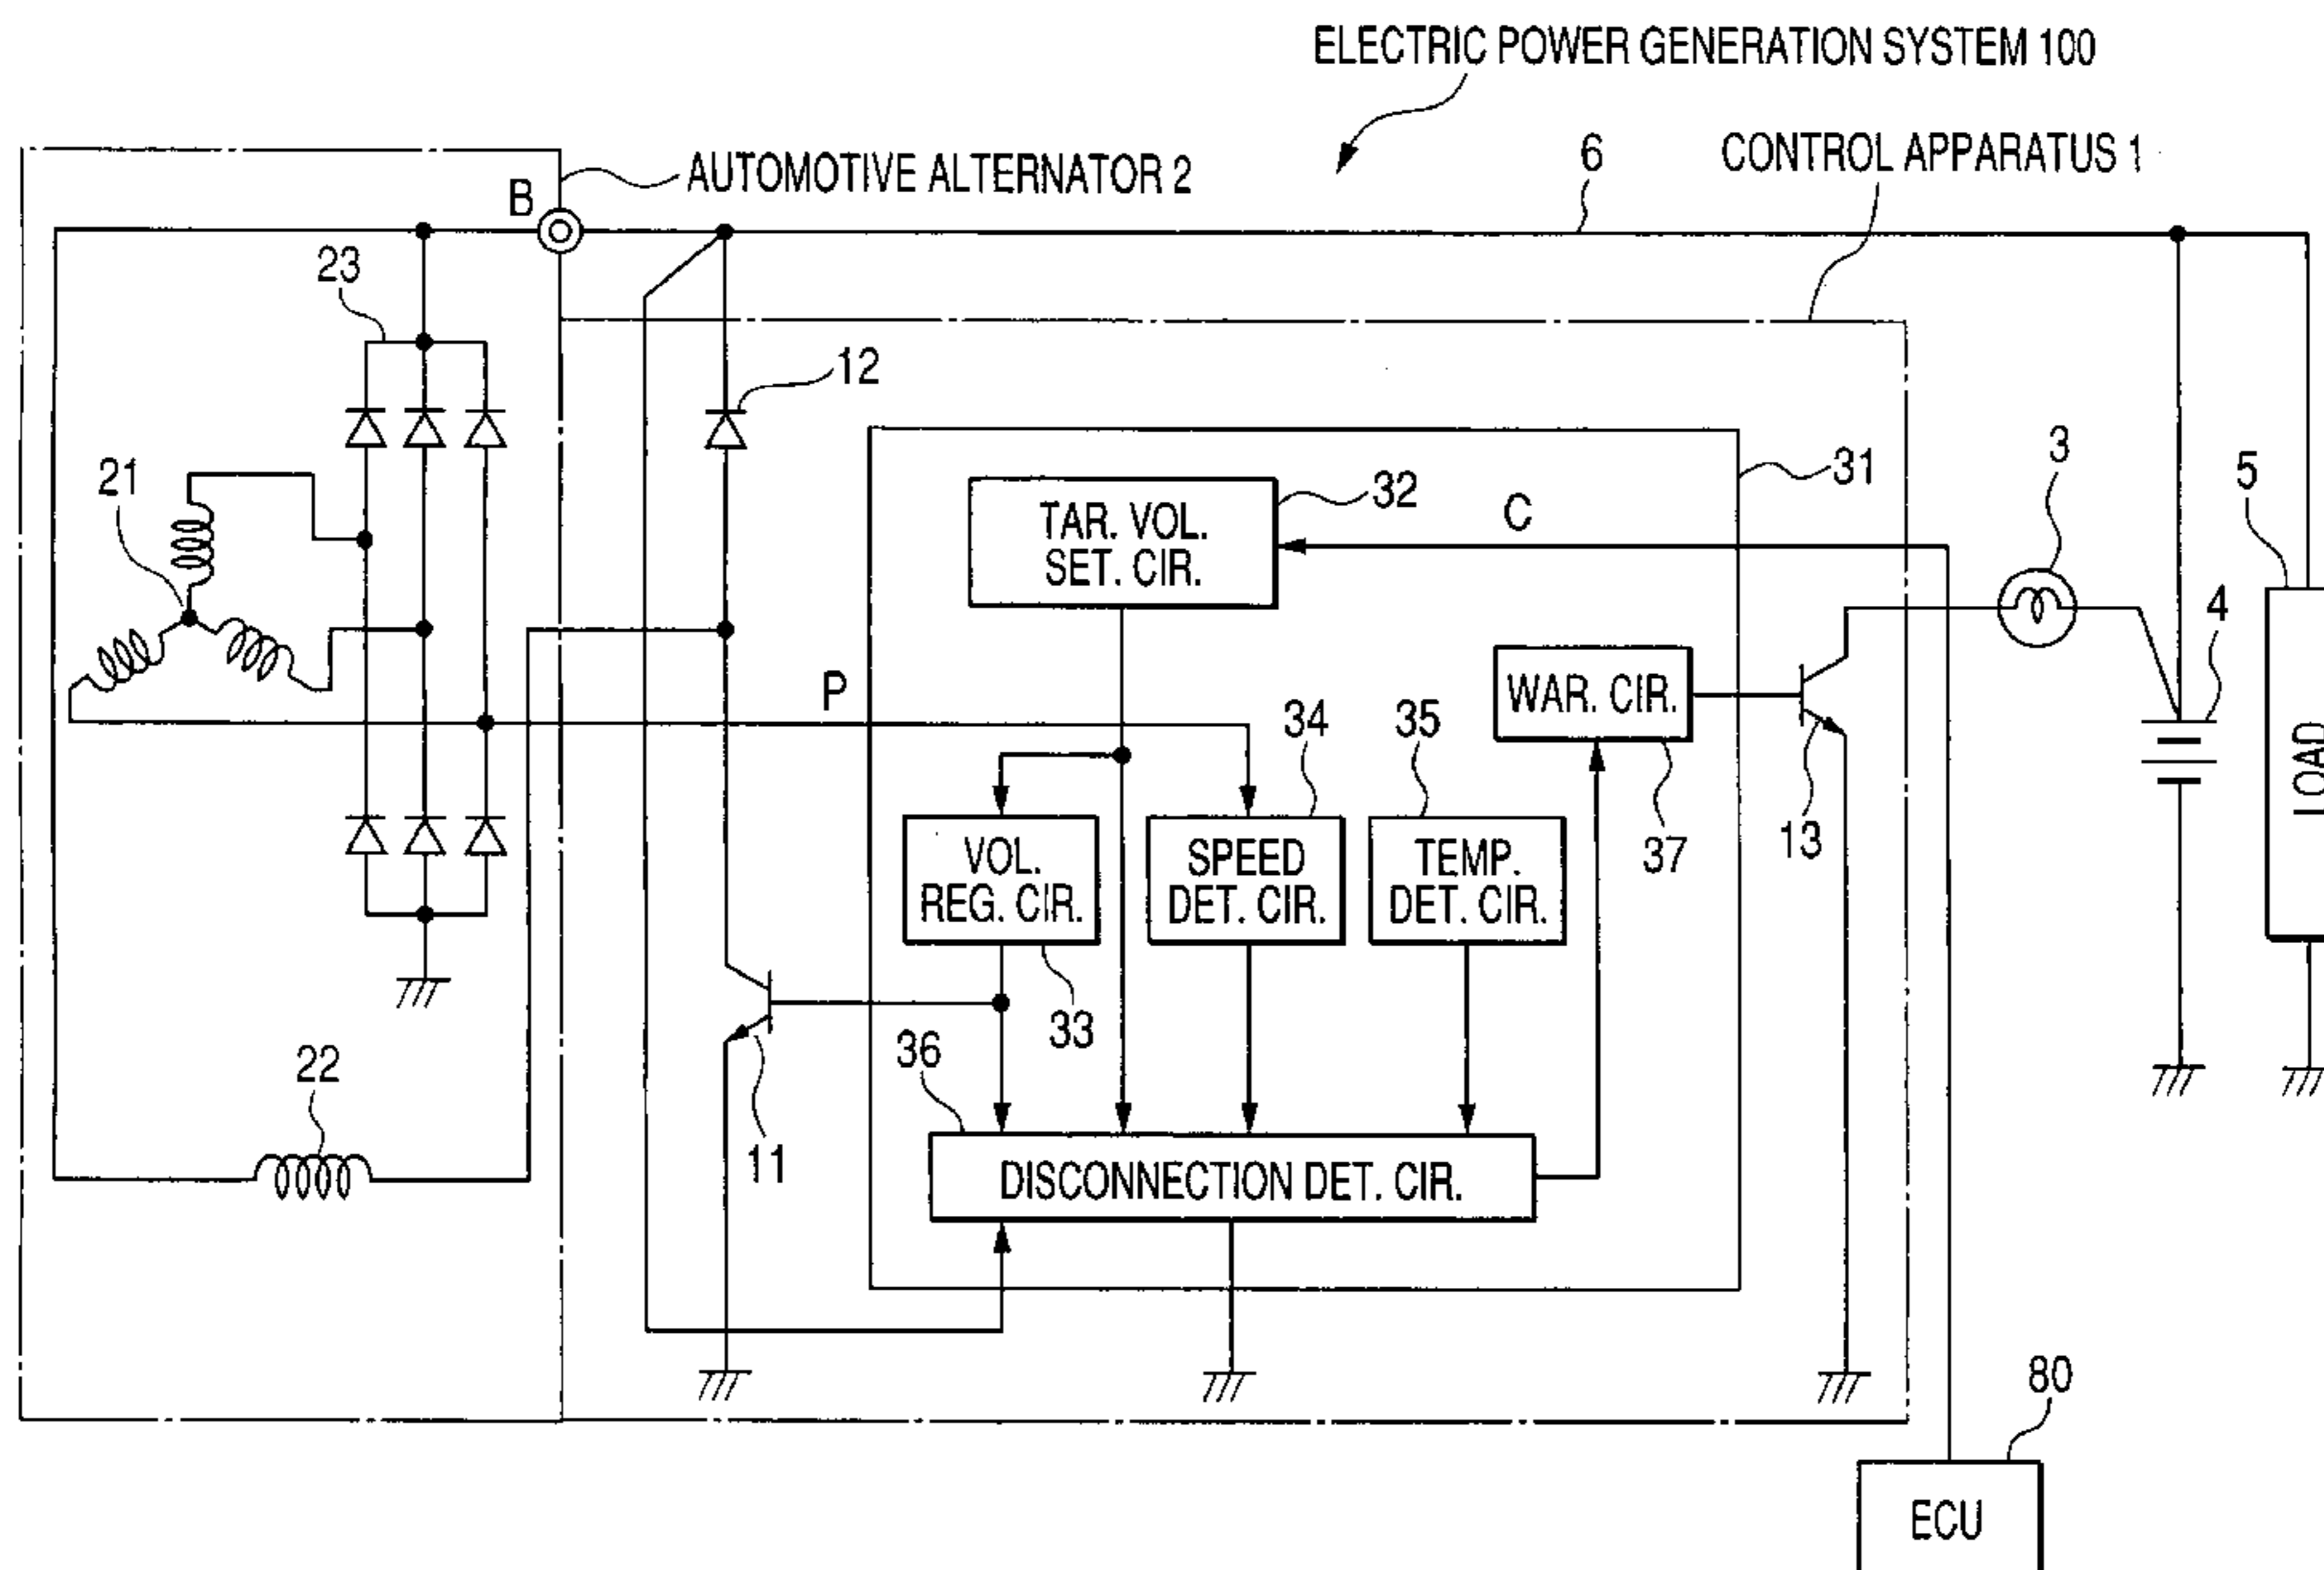 ELECTRIC POWER GENERATION SYSTEM 100
AUTOMOTIVE ALTERNATOR 2
6
CONTROL APPARATUS 1
B
23
12
31
3
5
21
32
TAR. VOL.
SET. CIR.
C
4
P
WAR. CIR.
34
35
LOAD
VOL.
REG. CIR.
SPEED
DET. CIR.
TEMP.
DET. CIR.
37
13
33
36
22
11
DISCONNECTION DET. CIR.
80
ECU